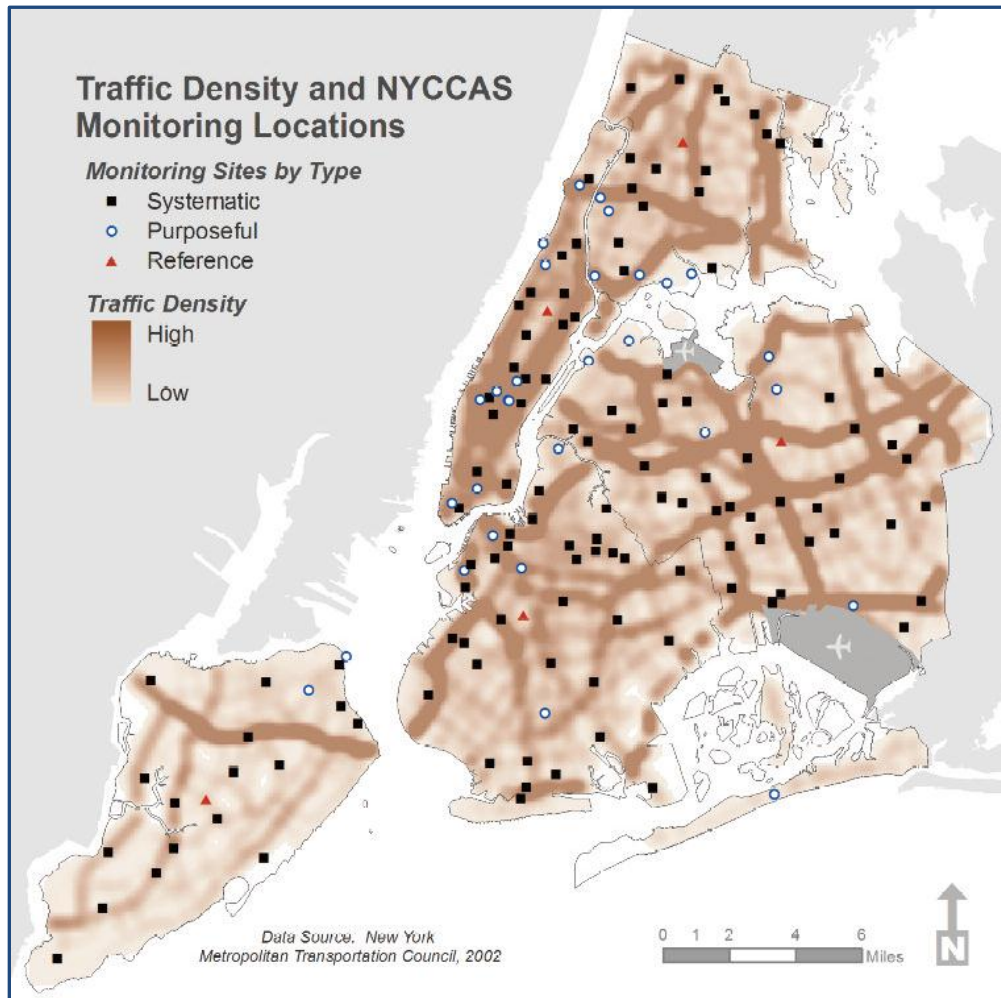 Traffic Density and NYCCAS
Monitoring Locations
Monitoring Sites by Type
Systematic
Purposeful
Reference
Traffic Density
High
Low
Data Source. New York
Metropolitan Transportation Council, 2002
0 1 2 4 6
Miles
N